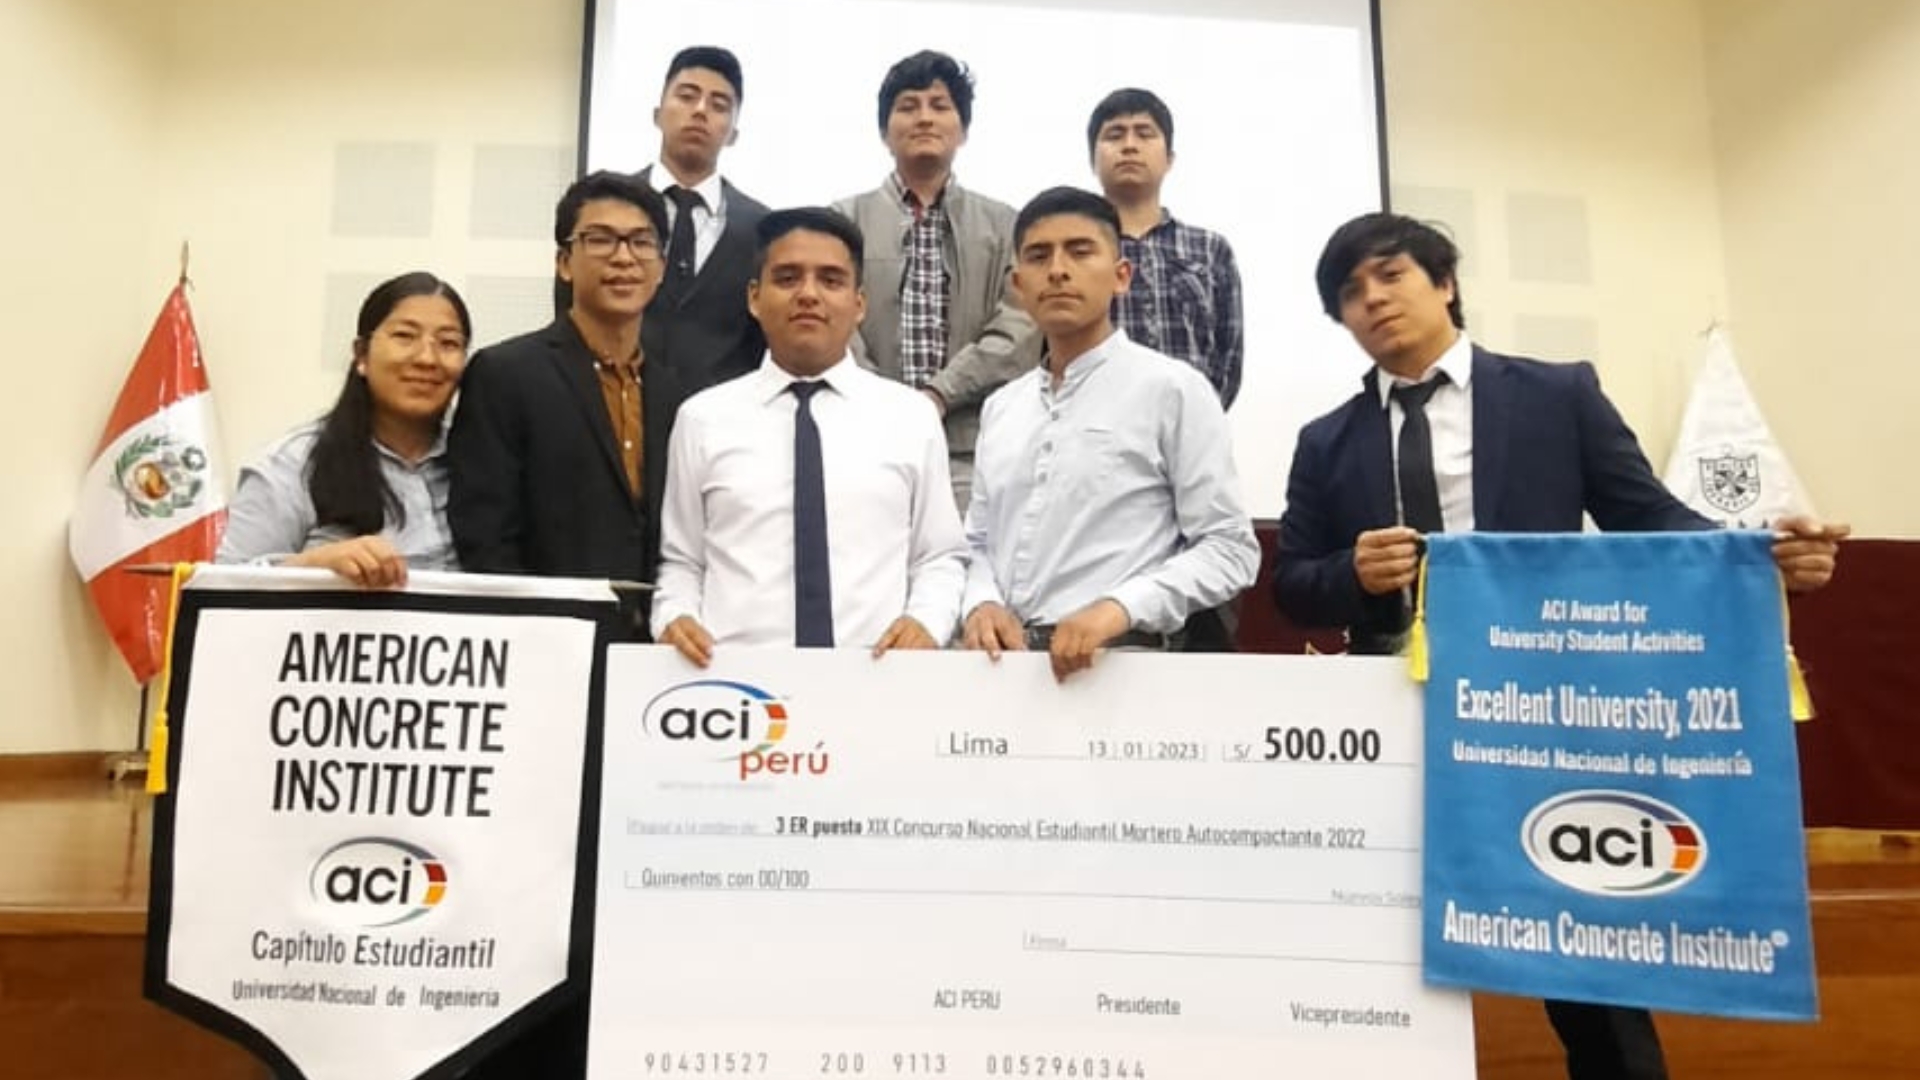 AMERICAN
CONCRETE
INSTITUTE
aci
Capítulo Estudiantil
Universidad Nacional de Ingeniería
aci
perú
Lima 13 01 2023 S/ 500.00
3 ER puesto XIX Concurso Nacional Estudiantil Mortero Autocompactante 2022
Quinientos con 00/100
Firma
ACI PERU Presidente Vicepresidente
90431527 200 9113 0052960344
ACI Award for
University Student Activities
Excellent University, 2021
Universidad Nacional de Ingeniería
aci
American Concrete Institute®